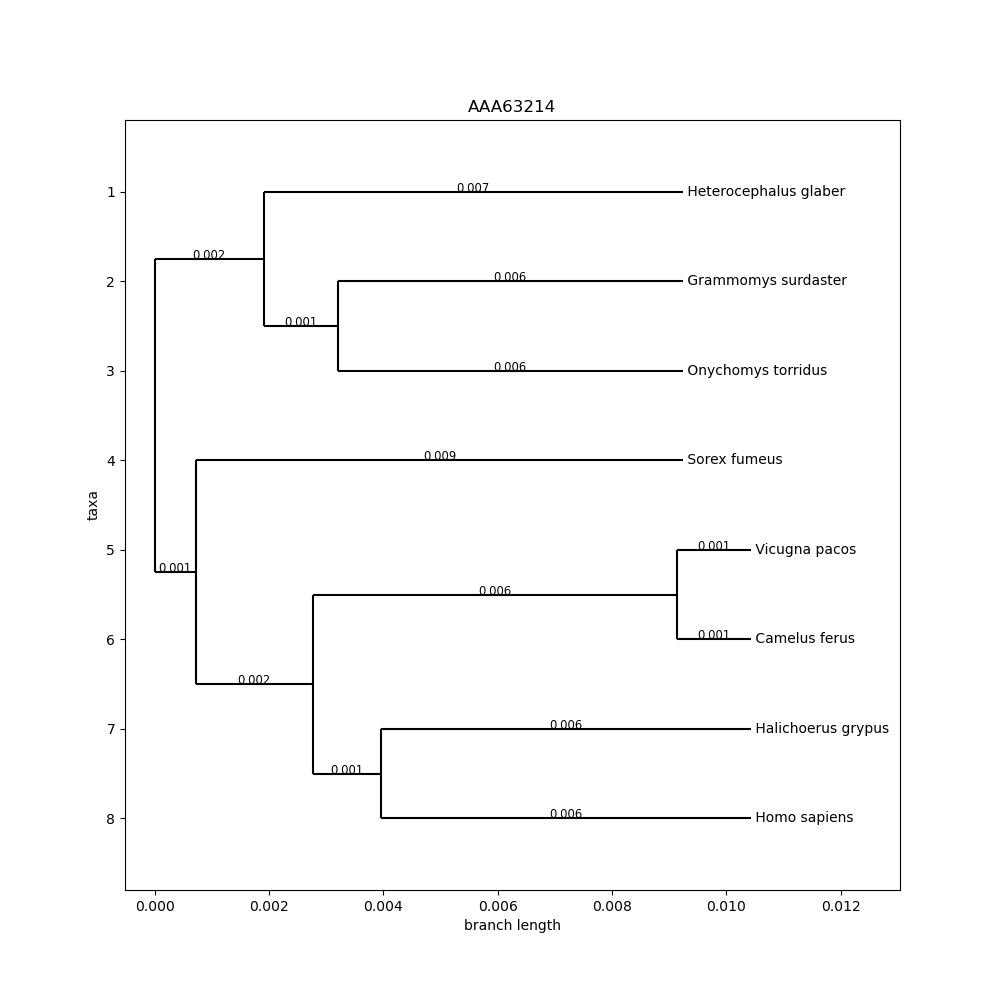 AAA63214
1
0.007
Heterocephalus glaber
0.002
2
0.006
Grammomys surdaster
0.001
3
0.006
Onychomys torridus
4
0.009
Sorex fumeus
taxa
5
0.001
Vicugna pacos
0.001
0.006
6
0.001
Camelus ferus
0.002
7
0.006
Halichoerus grypus
0.001
8
0.006
Homo sapiens
0.000 0.002 0.004 0.006 0.008 0.010 0.012
branch length